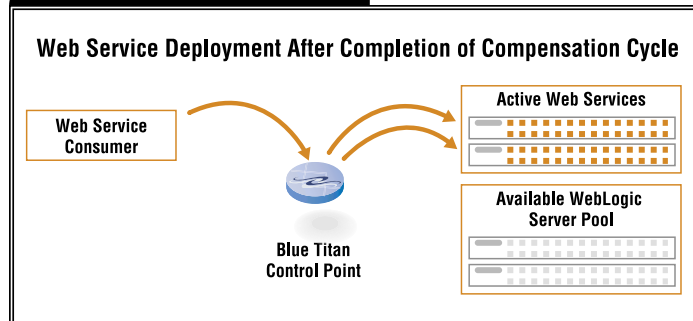 Web Service Deployment After Completion of Compensation Cycle
Web Service
Consumer
Blue Titan
Control Point
Active Web Services
Available WebLogic
Server Pool